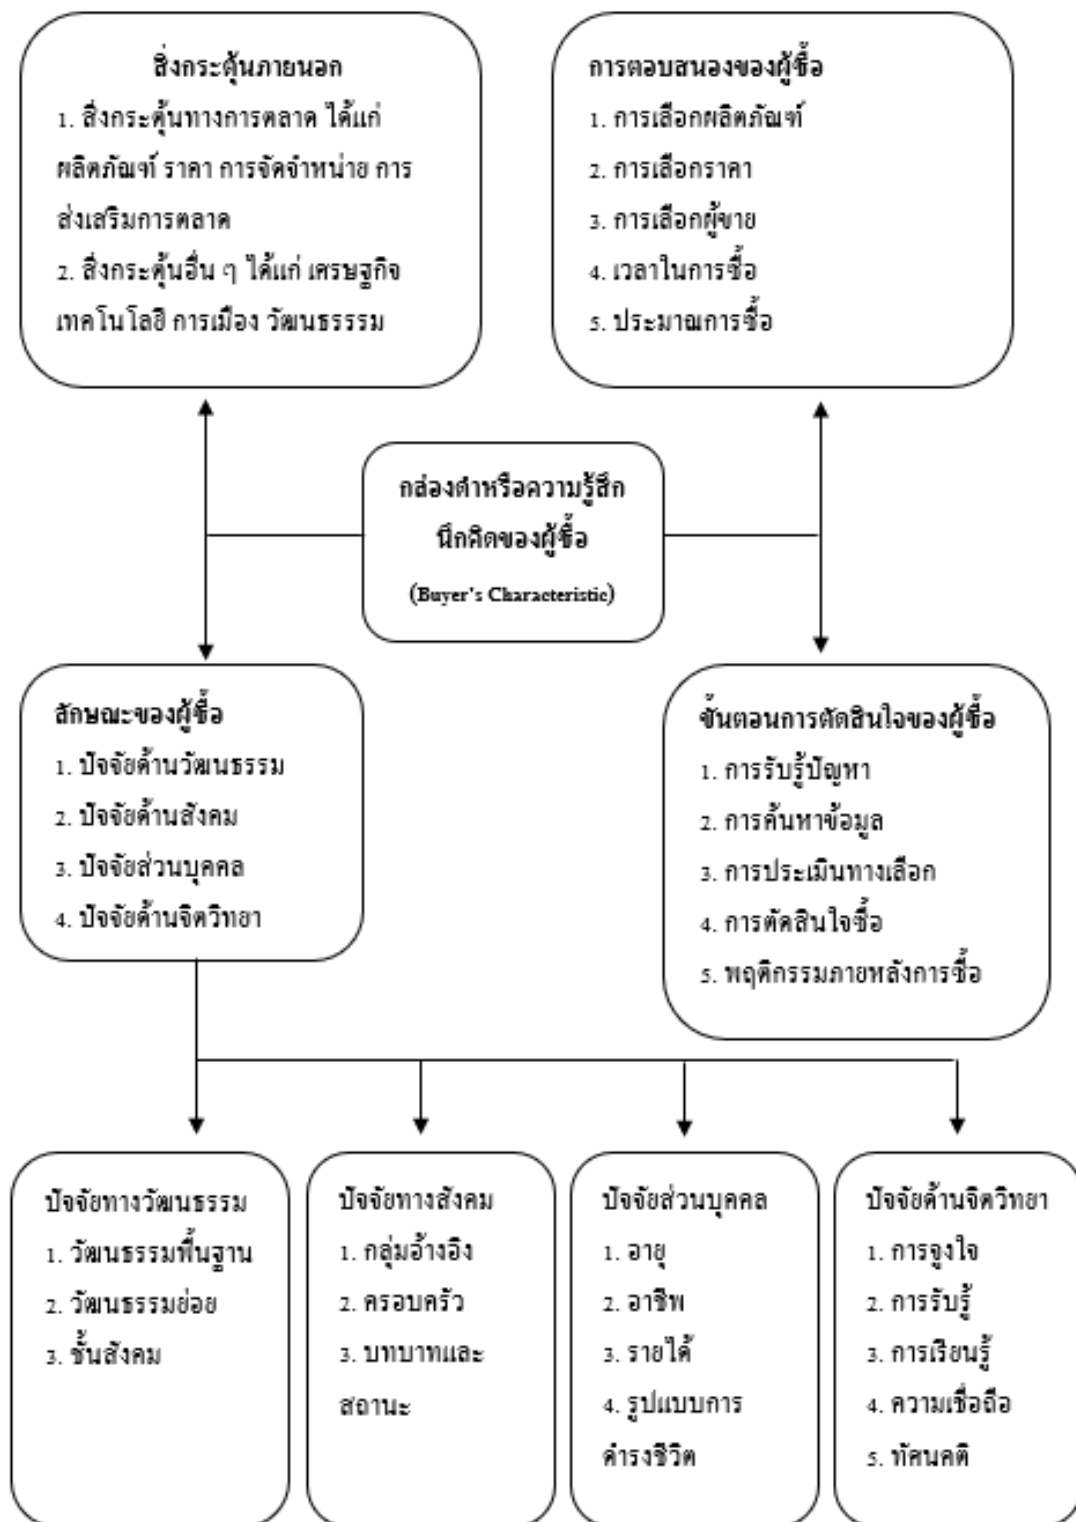 สิ่งกระตุ้นภายนอก
1. สิ่งกระตุ้นทางการตลาด ได้แก่
ผลิตภัณฑ์ ราคา การจัดจำหน่าย การ
ส่งเสริมการตลาด
2. สิ่งกระตุ้นอื่น ๆ ได้แก่ เศรษฐกิจ
เทคโนโลยี การเมือง วัฒนธรรรม
การตอบสนองของผู้ซื้อ
1. การเลือกผลิตภัณฑ์
2. การเลือกราคา
3. การเลือกผู้ขาย
4. เวลาในการซื้อ
5. ประมาณการซื้อ
กล่องดำหรือความรู้สึก
นึกคิดของผู้ซื้อ
(Buyer's Characteristic)
ลักษณะของผู้ซื้อ
1. ปัจจัยด้านวัฒนธรรม
2. ปัจจัยด้านสังคม
3. ปัจจัยส่วนบุคคล
4. ปัจจัยด้านจิตวิทยา
ขั้นตอนการตัดสินใจของผู้ซื้อ
1. การรับรู้ปัญหา
2. การค้นหาข้อมูล
3. การประเมินทางเลือก
4. การตัดสินใจซื้อ
5. พฤติกรรมภายหลังการซื้อ
ปัจจัยทางวัฒนธรรม
1. วัฒนธรรมพื้นฐาน
2. วัฒนธรรมย่อย
3. ชั้นสังคม
ปัจจัยทางสังคม
1. กลุ่มอ้างอิง
2. ครอบครัว
3. บทบาทและ
สถานะ
ปัจจัยส่วนบุคคล
1. อายุ
2. อาชีพ
3. รายได้
4. รูปแบบการ
ดำรงชีวิต
ปัจจัยด้านจิตวิทยา
1. การจูงใจ
2. การรับรู้
3. การเรียนรู้
4. ความเชื่อถือ
5. ทัศนคติ